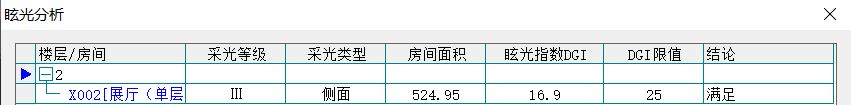 眩光分析
楼层/房间 采光等级 采光类型 房间面积 眩光指数DGI DGI限值 结论
2
X002[展厅（单层 III 侧面 524.95 16.9 25 满足